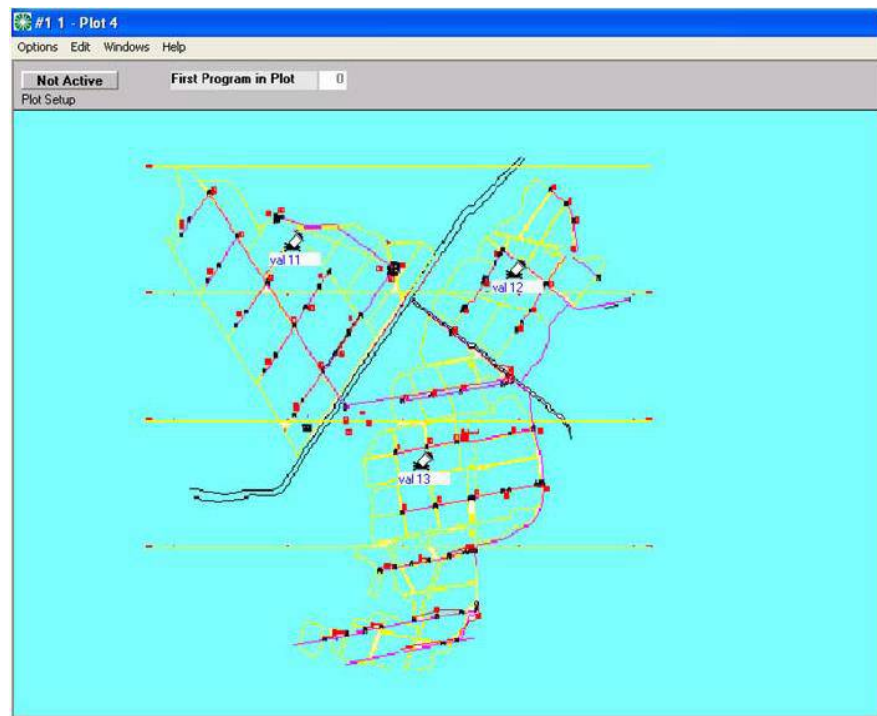 #1 1 - Plot 4
Options Edit Windows Help
Not Active First Program in Plot 0
Plot Setup
val 11
val 12
val 13